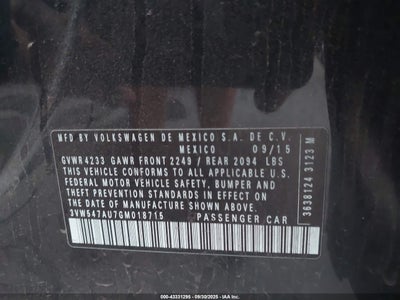 MVD BY VOLKSWAGEN DE MEXICO S.A. DE C.V.
MEXICO 09/15
GVWR 4233 GAWR FRONT 2249 / REAR 2094 LBS
THIS VEHICLE CONFORMS TO ALL APPLICABLE U.S.
FEDERAL MOTOR VEHICLE SAFETY, BUMPER AND
THEFT PREVENTION STANDARDS IN EFFECT ON
THE DATE OF MANUFACTURE SHOWN ABOVE.
3VW547AU7GM018715 PASSENGER CAR
3638124 3123 M
000-43331295 - 09/30/2025 - IAA Inc.